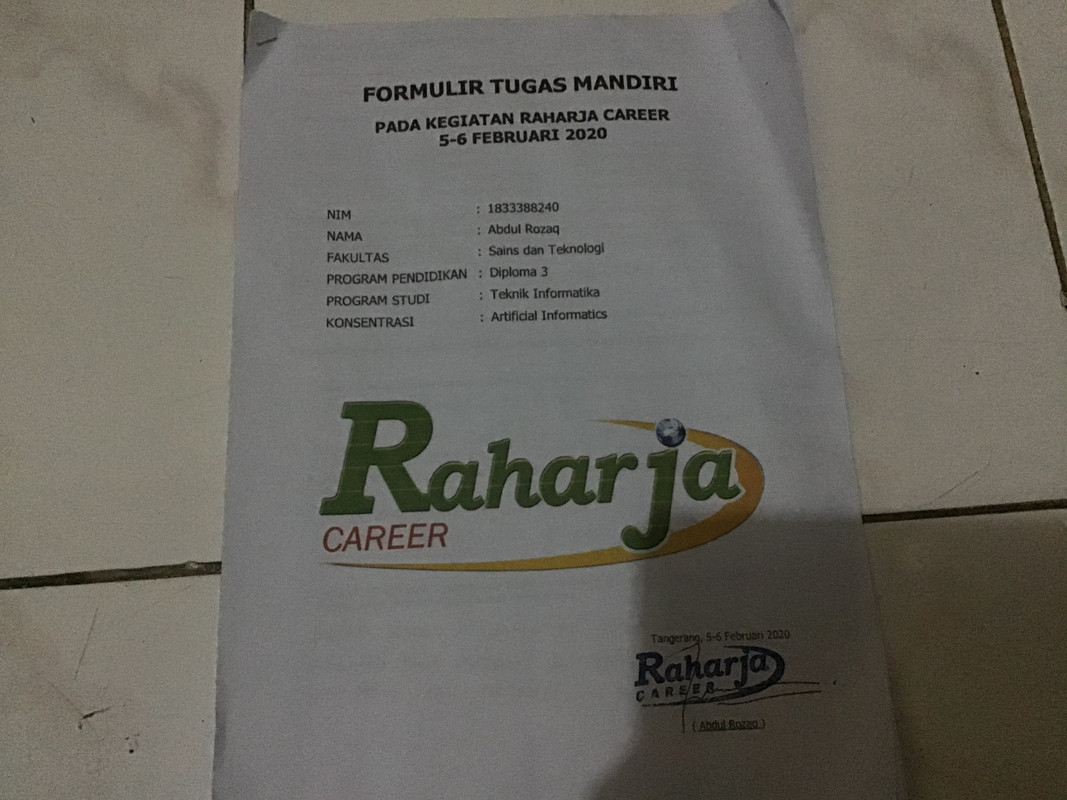 FORMULIR TUGAS MANDIRI
PADA KEGIATAN RAHARJA CAREER
5-6 FEBRUARI 2020
NIM : 1833388240
NAMA : Abdul Rozaq
FAKULTAS : Sains dan Teknologi
PROGRAM PENDIDIKAN : Diploma 3
PROGRAM STUDI : Teknik Informatika
KONSENTRASI : Artificial Informatics
Raharja
CAREER
Tangerang, 5-6 Februari 2020
Raharja
CAREER
( Abdul Rozaq )